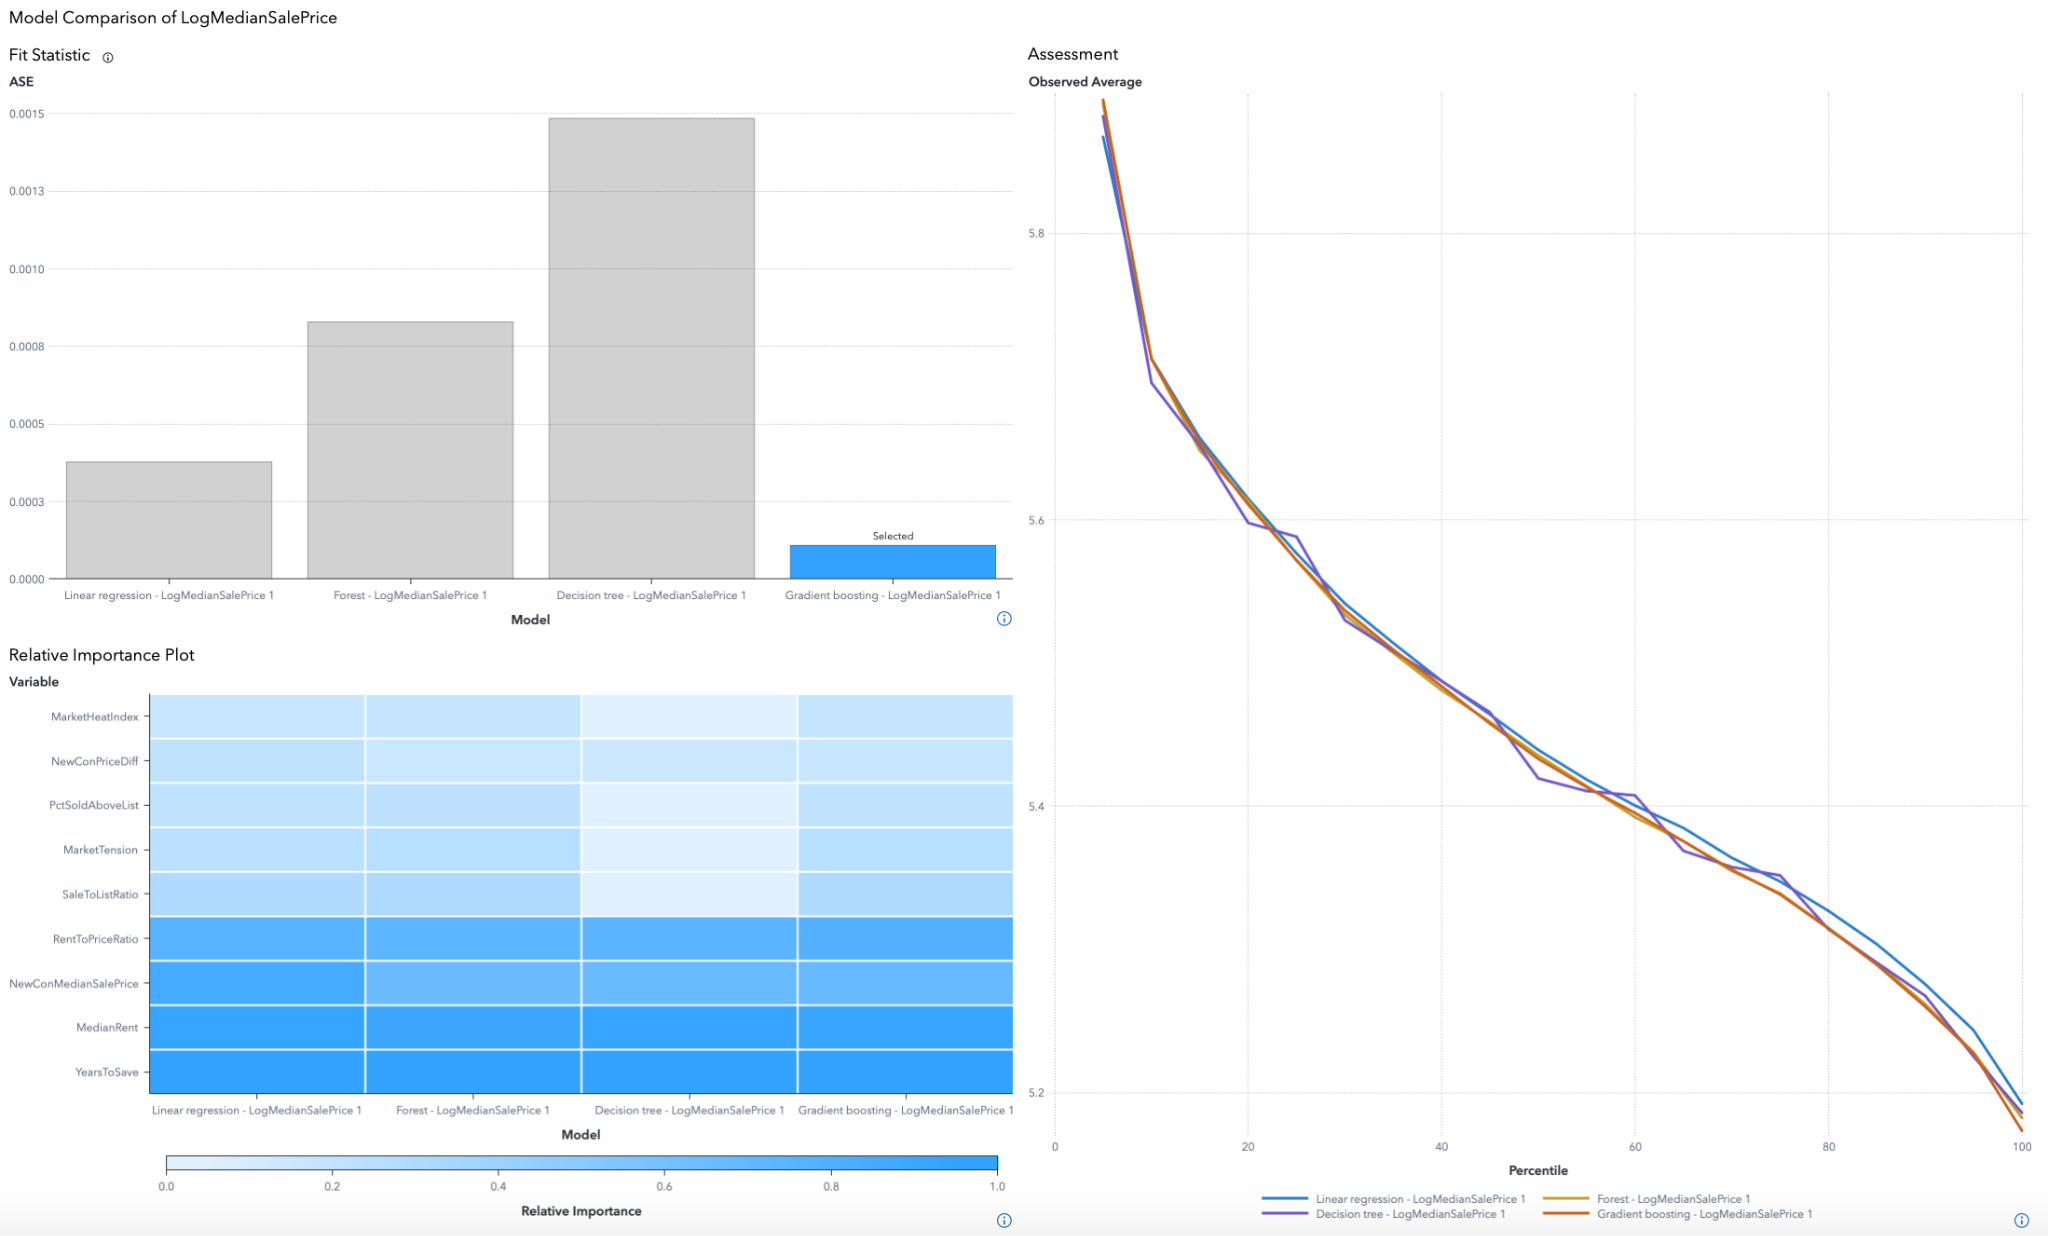 Model Comparison of LogMedianSalePrice
Fit Statistic
ASE
0.0015
0.0013
0.0010
0.0008
0.0005
0.0003
0.0000
Selected
Linear regression - LogMedianSalePrice 1
Forest - LogMedianSalePrice 1
Decision tree - LogMedianSalePrice 1
Gradient boosting - LogMedianSalePrice 1
Model
Relative Importance Plot
Variable
MarketHeatIndex
NewConPriceDiff
PctSoldAboveList
MarketTension
SaleToListRatio
RentToPriceRatio
NewConMedianSalePrice
MedianRent
YearsToSave
Linear regression - LogMedianSalePrice 1
Forest - LogMedianSalePrice 1
Decision tree - LogMedianSalePrice 1
Gradient boosting - LogMedianSalePrice 1
Model
0.0 0.2 0.4 0.6 0.8 1.0
Relative Importance
Assessment
Observed Average
5.8
5.6
5.4
5.2
0 20 40 60 80 100
Percentile
Linear regression - LogMedianSalePrice 1
Forest - LogMedianSalePrice 1
Decision tree - LogMedianSalePrice 1
Gradient boosting - LogMedianSalePrice 1